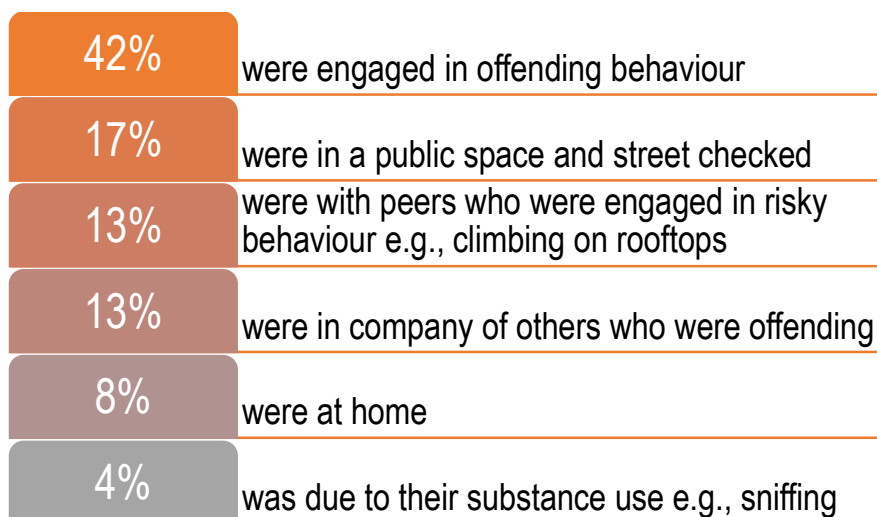 42%
were engaged in offending behaviour
17%
were in a public space and street checked
13%
were with peers who were engaged in risky
behaviour e.g., climbing on rooftops
13%
were in company of others who were offending
8%
were at home
4%
was due to their substance use e.g., sniffing